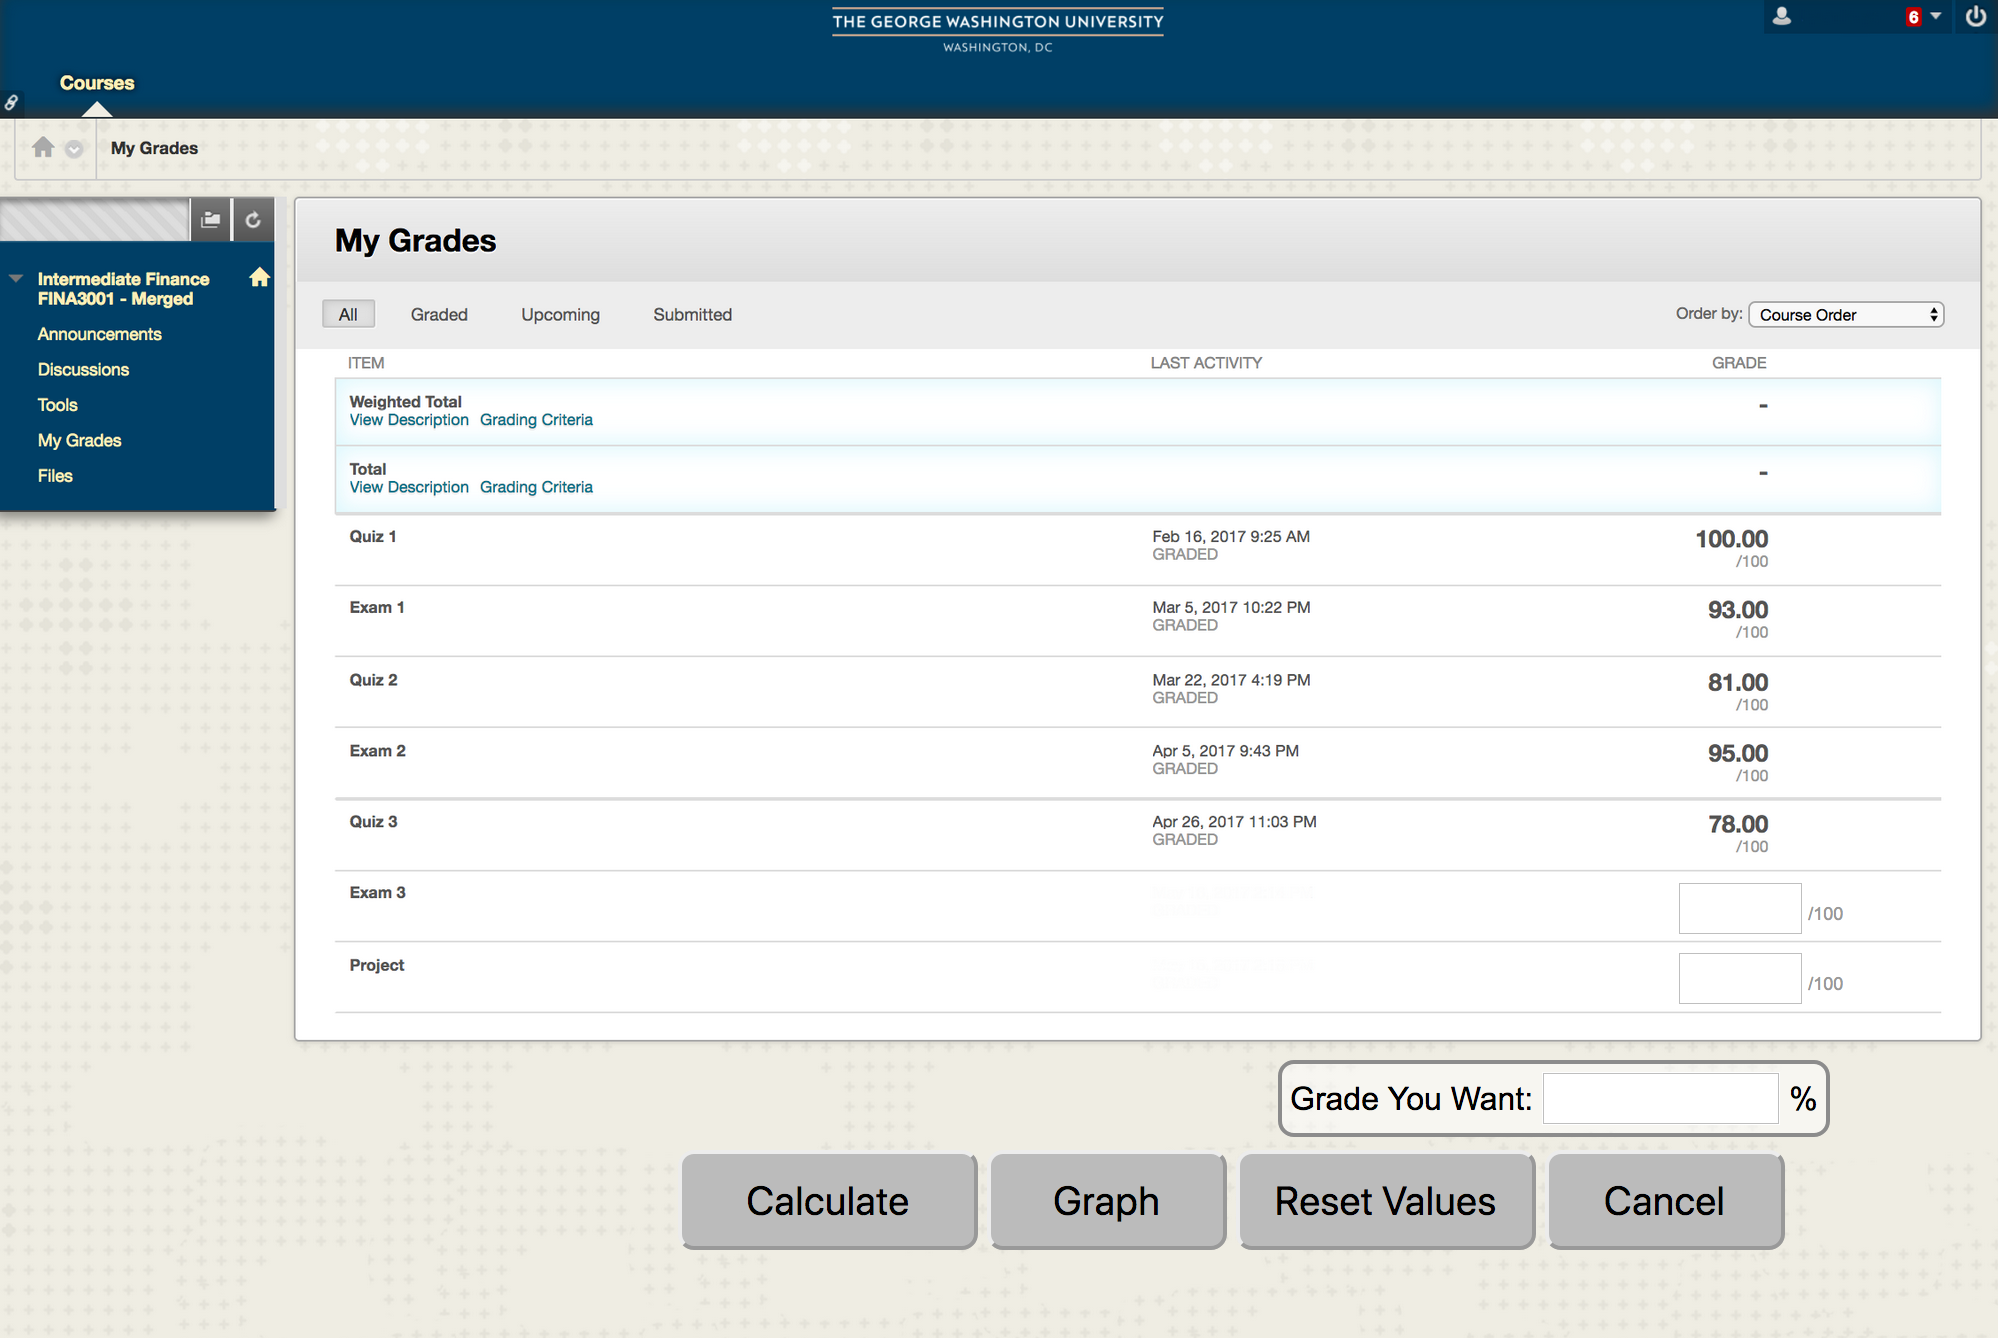 THE GEORGE WASHINGTON UNIVERSITY
WASHINGTON, DC
6
Courses
My Grades
Intermediate Finance
FINA3001 - Merged
Announcements
Discussions
Tools
My Grades
Files
My Grades
All Graded Upcoming Submitted
Order by: Course Order
ITEM LAST ACTIVITY GRADE
Weighted Total -
View Description Grading Criteria
Total -
View Description Grading Criteria
Quiz 1 Feb 16, 2017 9:25 AM 100.00
GRADED /100
Exam 1 Mar 5, 2017 10:22 PM 93.00
GRADED /100
Quiz 2 Mar 22, 2017 4:19 PM 81.00
GRADED /100
Exam 2 Apr 5, 2017 9:43 PM 95.00
GRADED /100
Quiz 3 Apr 26, 2017 11:03 PM 78.00
GRADED /100
Exam 3 /100
Project /100
Grade You Want: %
Calculate Graph Reset Values Cancel